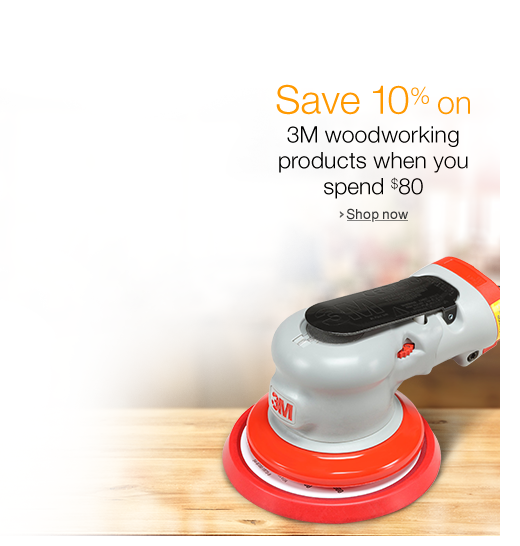 Save 10% on
3M woodworking
products when you
spend $80
›Shop now
3M